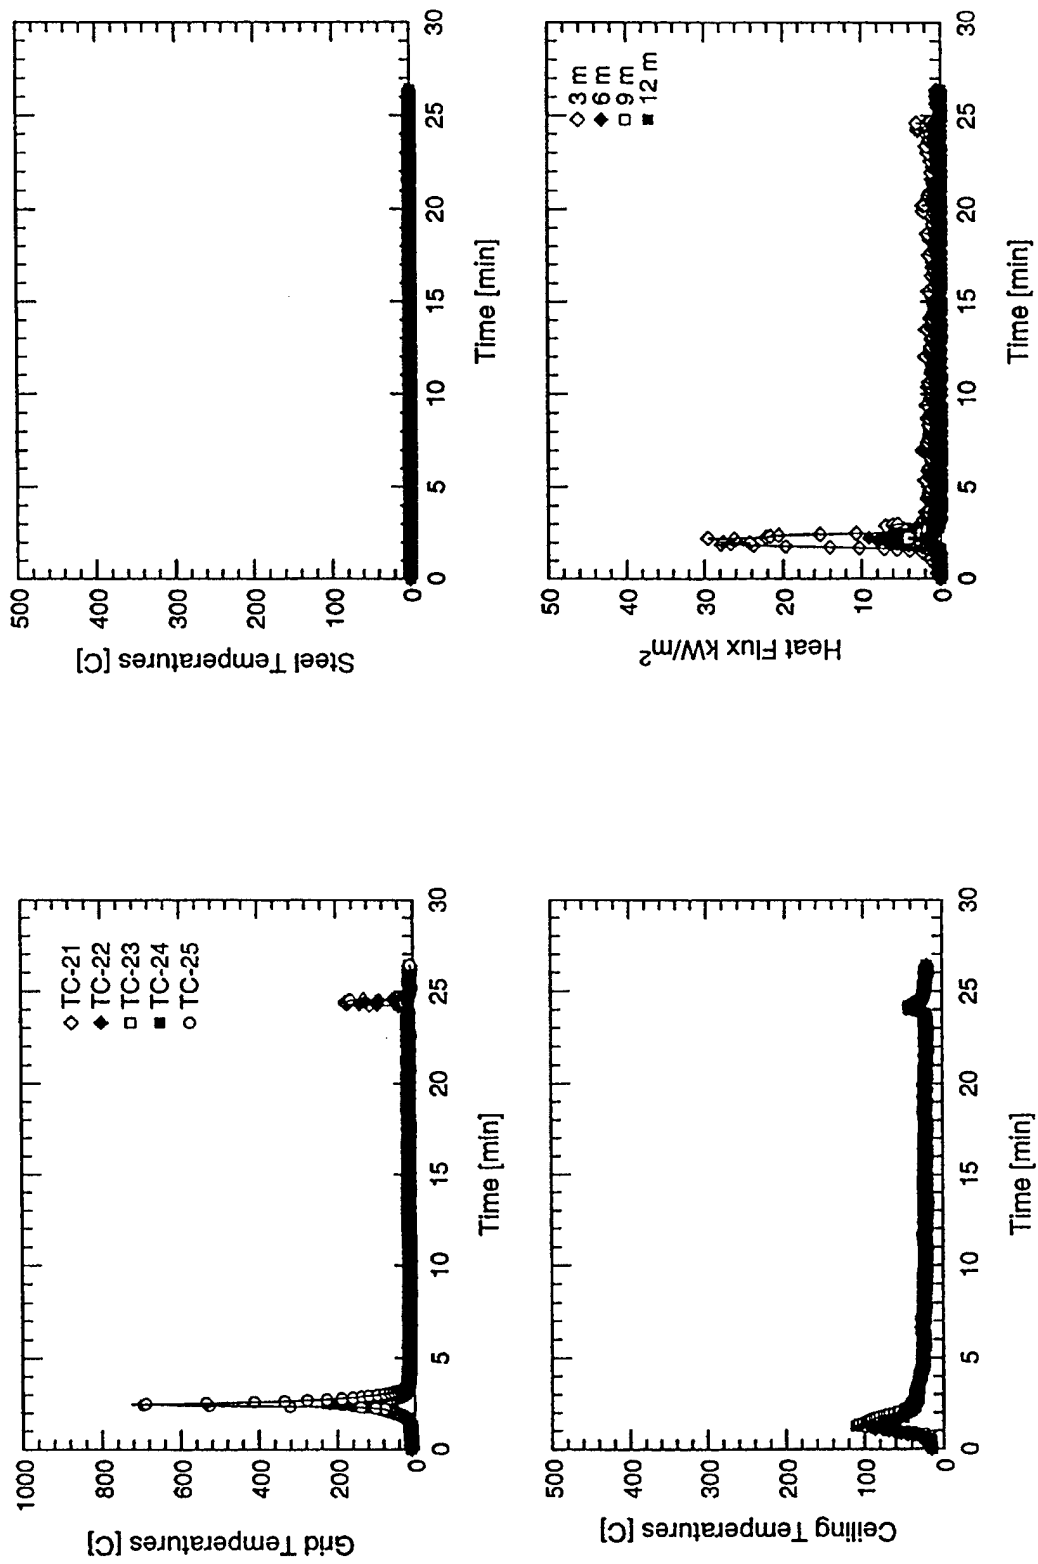 Grid Temperatures [C]
1000
800
600
400
200
0
0 5 10 15 20 25 30
Time [min]
TC-21
TC-22
TC-23
TC-24
TC-25
Steel Temperatures [C]
500
400
300
200
100
0
0 5 10 15 20 25 30
Time [min]
Ceiling Temperatures [C]
500
400
300
200
100
0
0 5 10 15 20 25 30
Time [min]
Heat Flux kW/m²
50
40
30
20
10
0
0 5 10 15 20 25 30
Time [min]
3 m
6 m
9 m
12 m